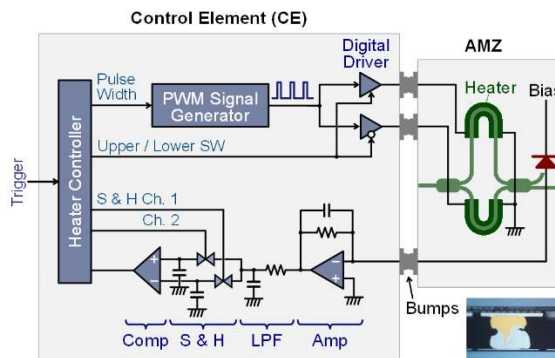 Control Element (CE)
Digital
Driver
AMZ
Pulse
Width
PWM Signal
Generator
Heater
Bias
Upper / Lower SW
Trigger
Heater Controller
S & H Ch. 1
Ch. 2
+
−
−
+
Bumps
Comp
S & H
LPF
Amp